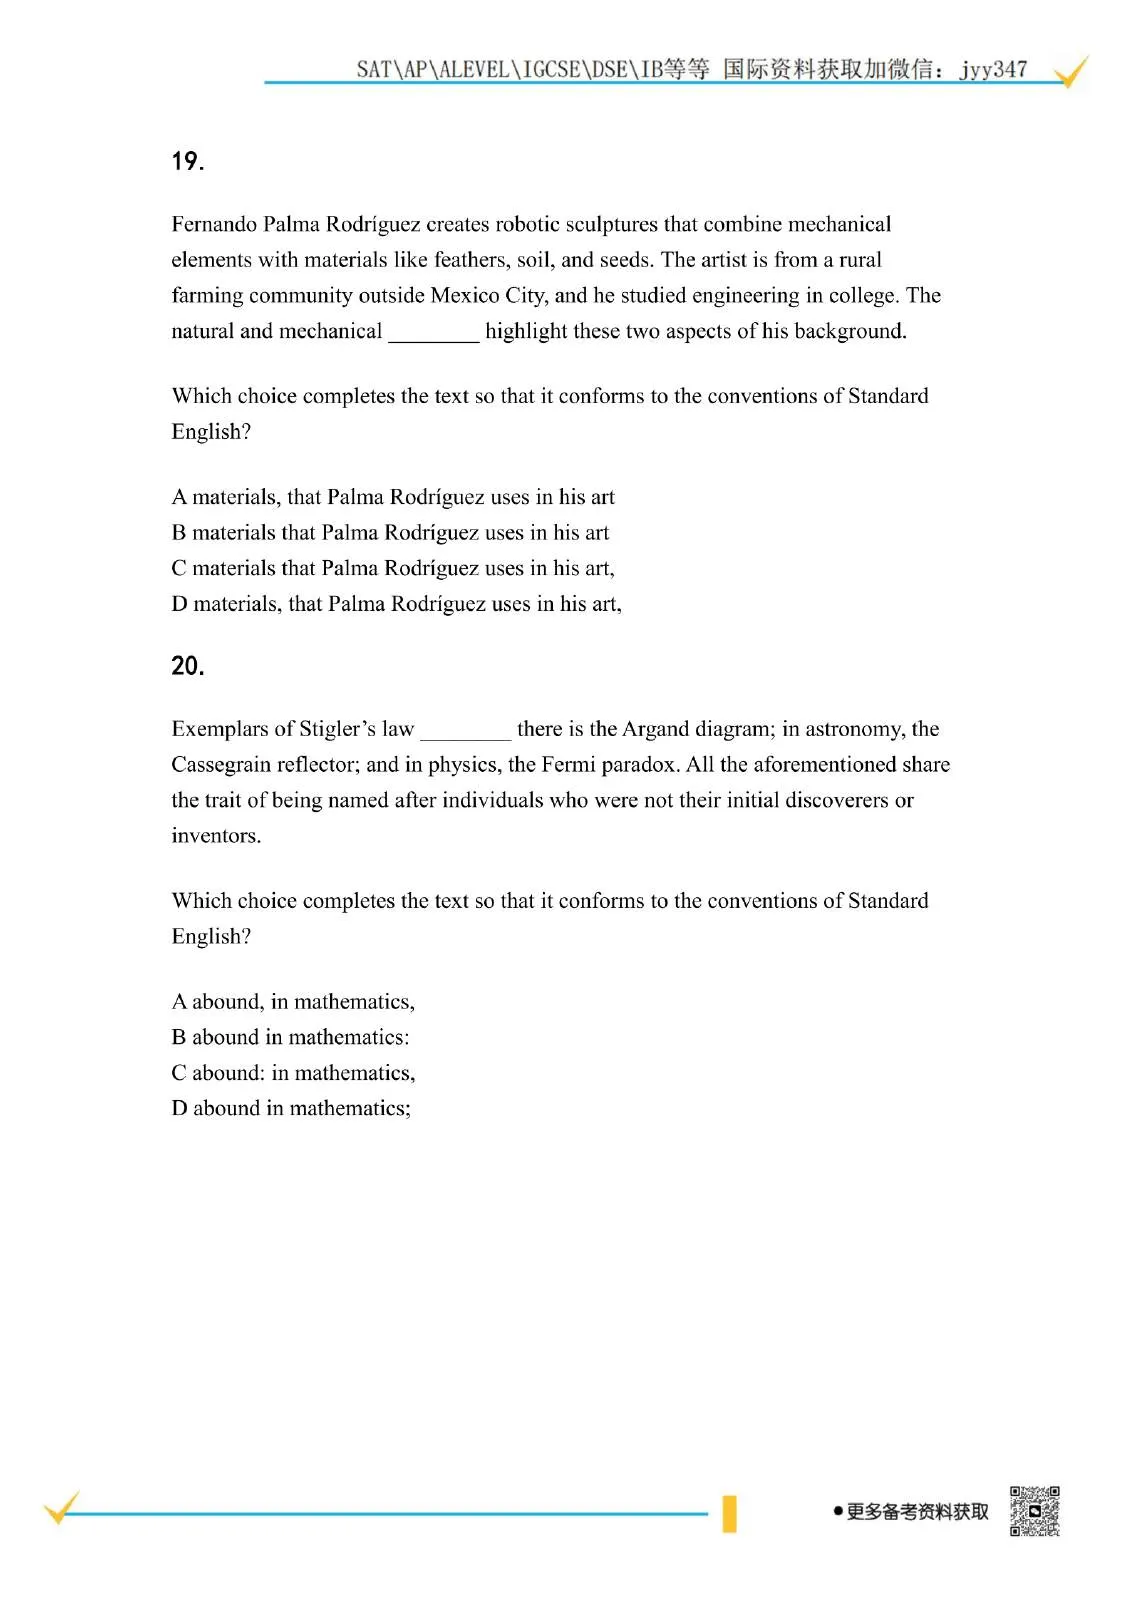 SAT\AP\ALEVEL\IGCSE\DSE\IB等等 国际资料获取加微信：jyy347
19.
Fernando Palma Rodríguez creates robotic sculptures that combine mechanical
elements with materials like feathers, soil, and seeds. The artist is from a rural
farming community outside Mexico City, and he studied engineering in college. The
natural and mechanical ________ highlight these two aspects of his background.
Which choice completes the text so that it conforms to the conventions of Standard
English?
A materials, that Palma Rodríguez uses in his art
B materials that Palma Rodríguez uses in his art
C materials that Palma Rodríguez uses in his art,
D materials, that Palma Rodríguez uses in his art,
20.
Exemplars of Stigler’s law ________ there is the Argand diagram; in astronomy, the
Cassegrain reflector; and in physics, the Fermi paradox. All the aforementioned share
the trait of being named after individuals who were not their initial discoverers or
inventors.
Which choice completes the text so that it conforms to the conventions of Standard
English?
A abound, in mathematics,
B abound in mathematics:
C abound: in mathematics,
D abound in mathematics;
●更多备考资料获取